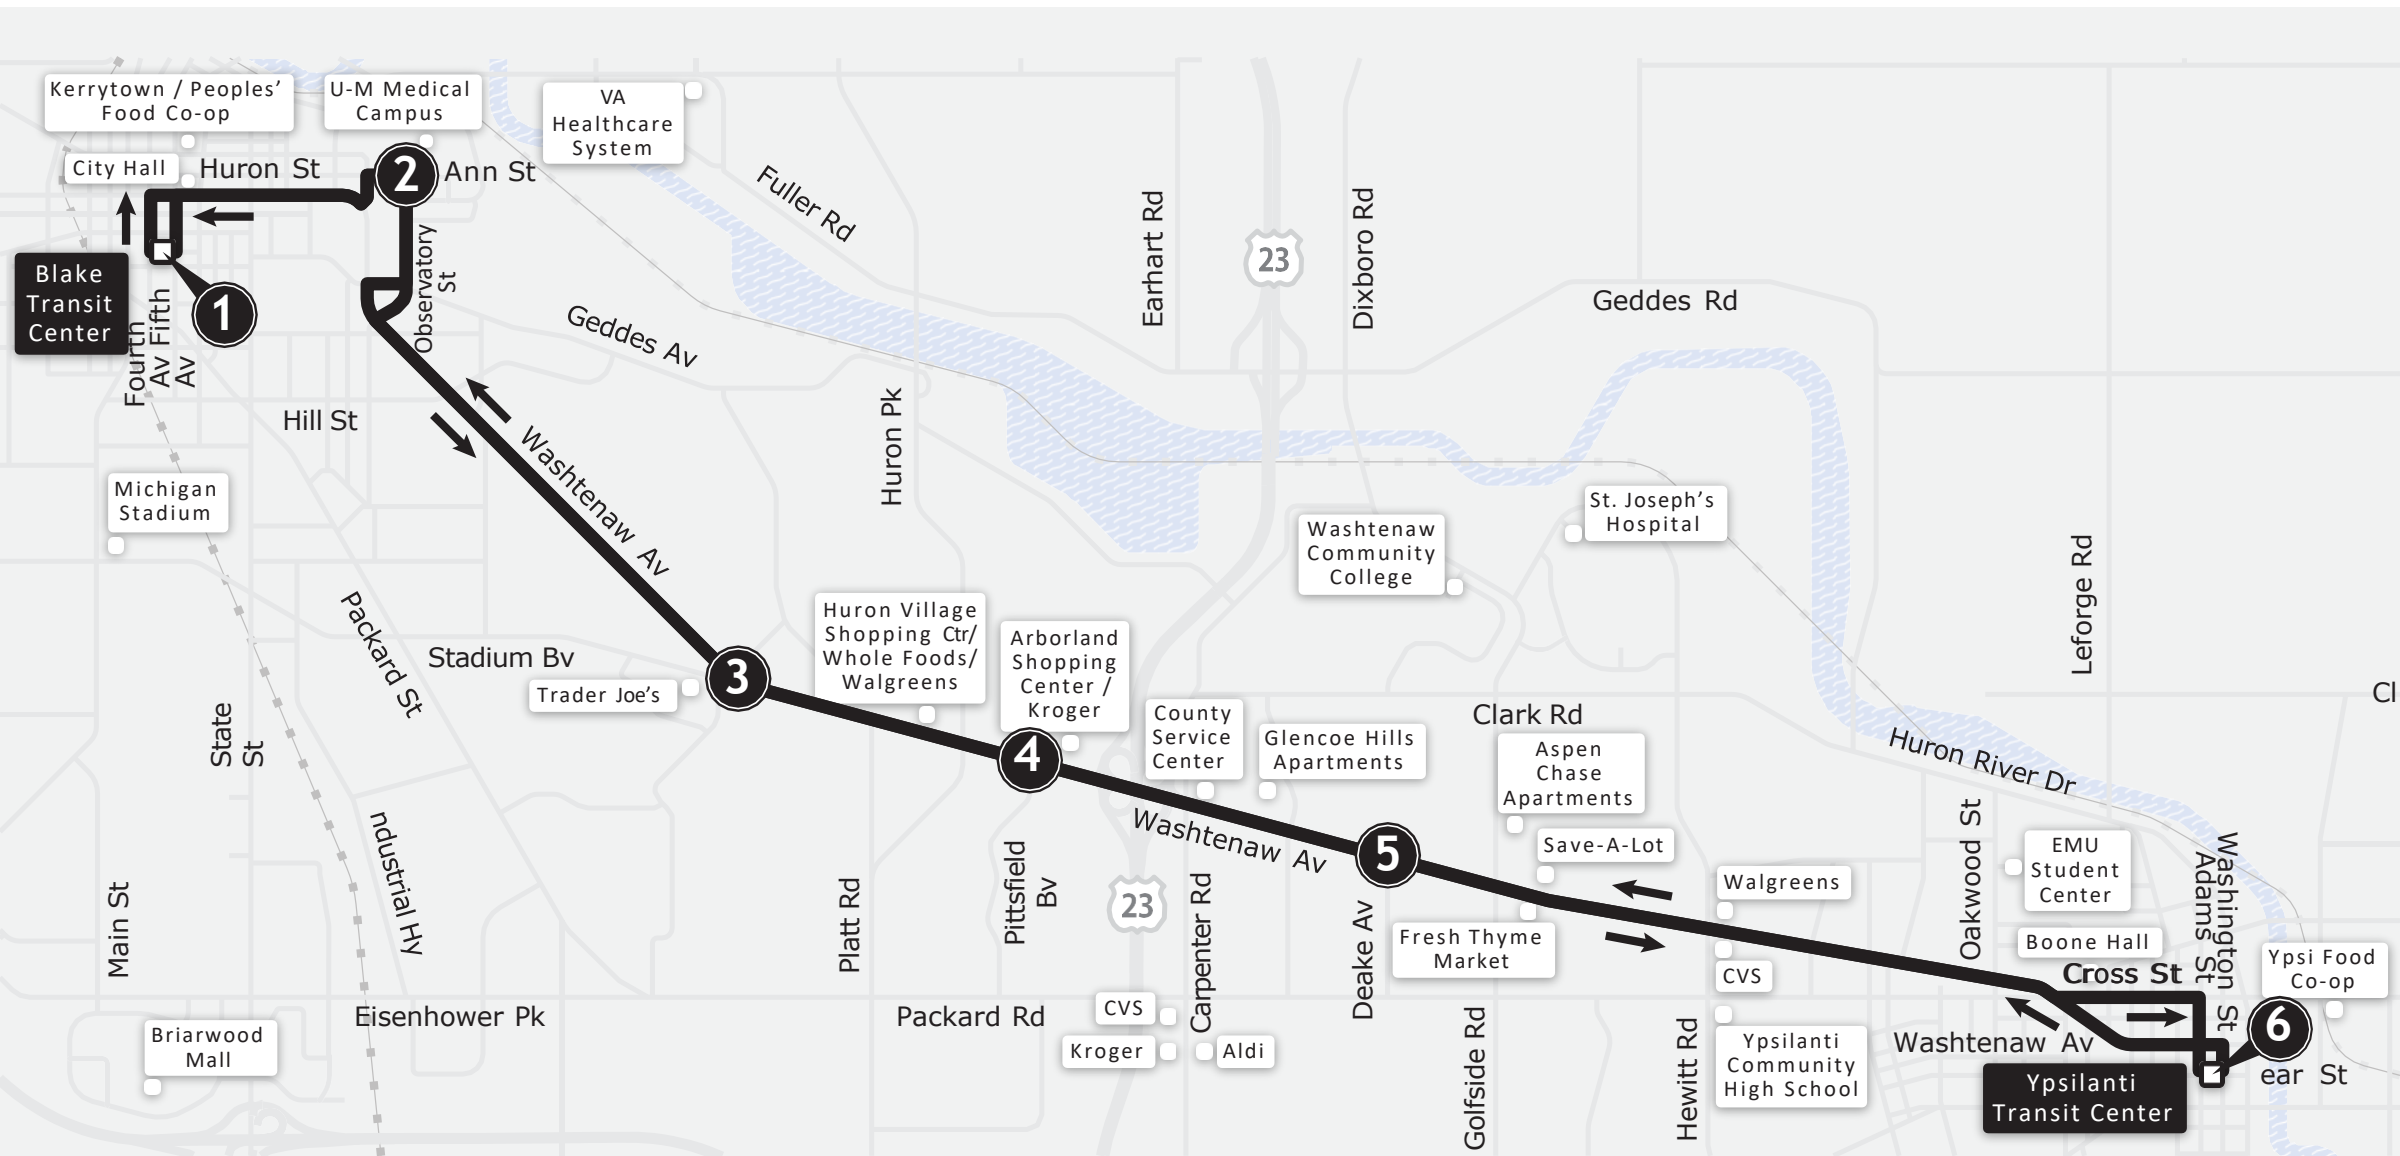 Kerrytown / Peoples’
Food Co-op
U-M Medical
Campus
VA
Healthcare
System
City Hall
Huron St
2
Ann St
Fuller Rd
Earhart Rd
23
Dixboro Rd
Blake
Transit
Center
1
Fourth
Av
Fifth
Av
Observatory
St
Geddes Av
Geddes Rd
Hill St
Huron Pk
Washtenaw Av
Michigan
Stadium
St. Joseph’s
Hospital
Washtenaw
Community
College
Leforge Rd
Packard St
Stadium Bv
Trader Joe’s
3
Huron Village
Shopping Ctr/
Whole Foods/
Walgreens
Arborland
Shopping
Center /
Kroger
4
County
Service
Center
Glencoe Hills
Apartments
Clark Rd
Cl
Aspen
Chase
Apartments
Huron River Dr
State
St
Washtenaw Av
5
Save-A-Lot
Walgreens
Oakwood St
EMU
Student
Center
Washington St
Adams St
ndustrial Hy
Main St
Platt Rd
Pittsfield
Bv
23
Carpenter Rd
Deake Av
Fresh Thyme
Market
CVS
Boone Hall
Cross St
Ypsi Food
Co-op
Eisenhower Pk
Packard Rd
CVS
Kroger
Aldi
Golfside Rd
Hewitt Rd
Ypsilanti
Community
High School
Washtenaw Av
6
ear St
Ypsilanti
Transit Center
Briarwood
Mall